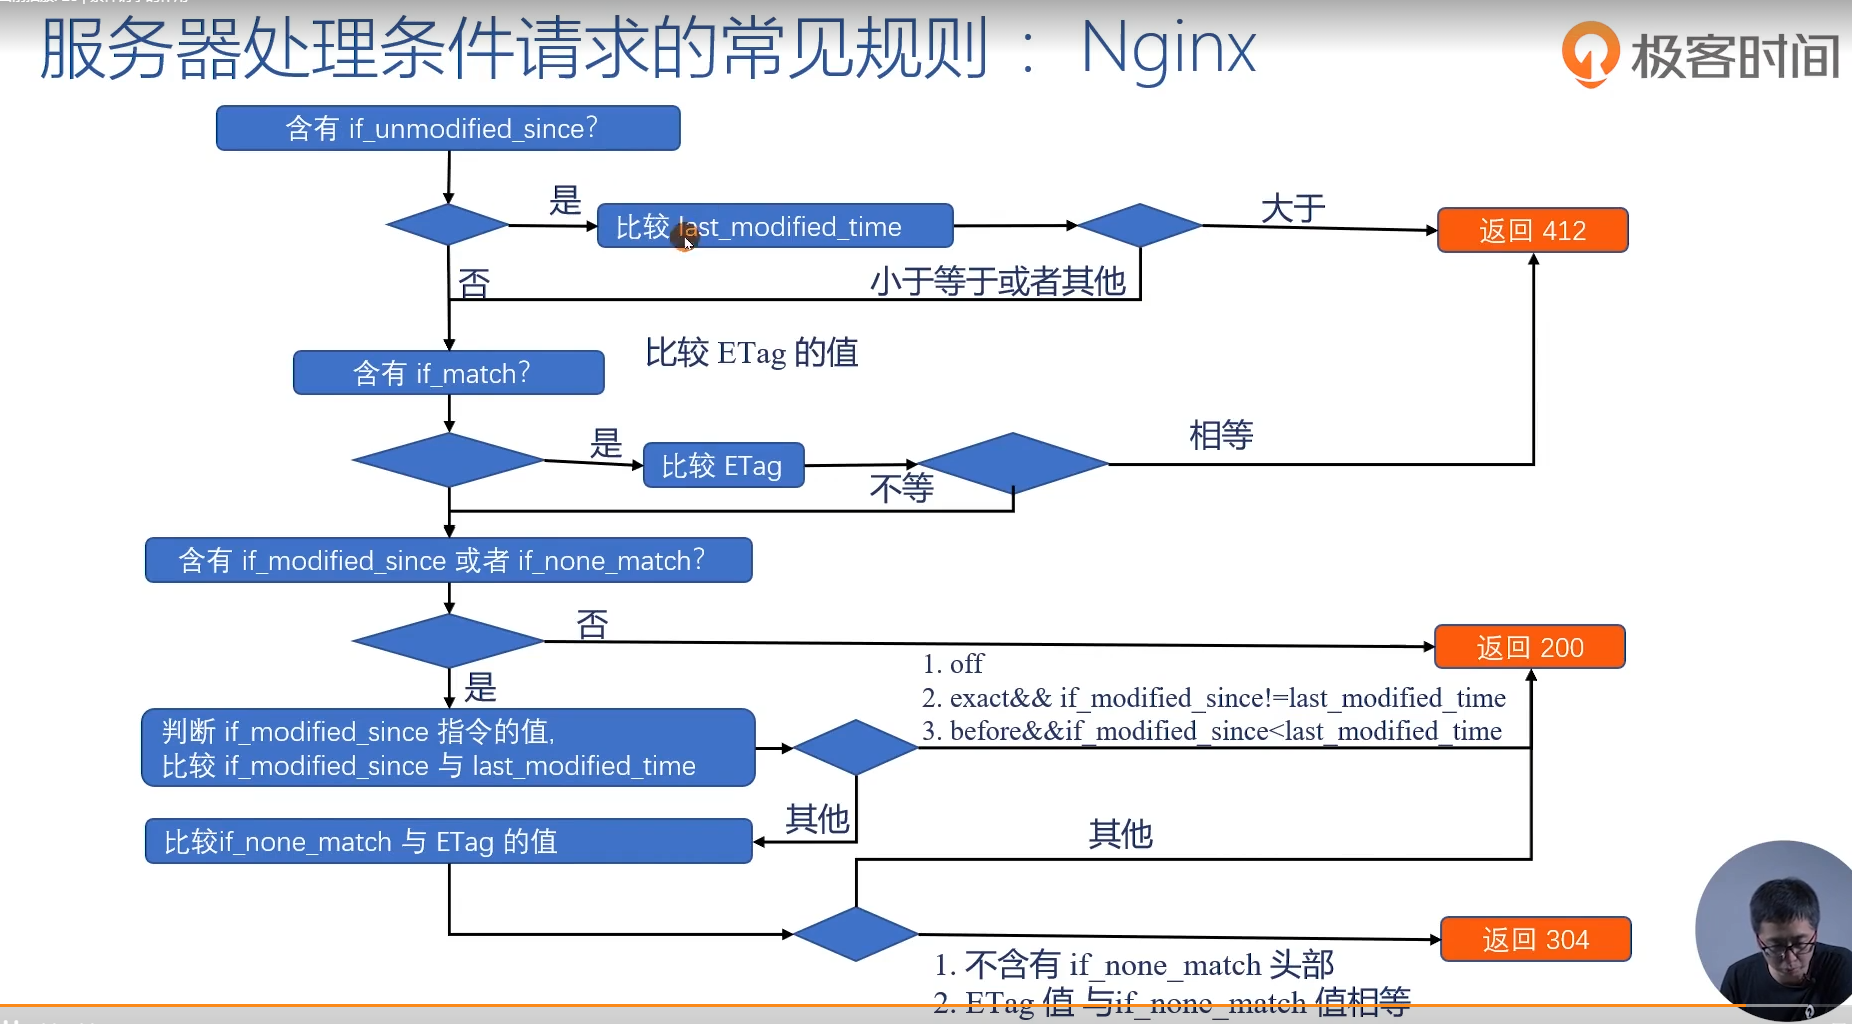 服务器处理条件请求的常见规则 ： Nginx
极客时间
含有 if_unmodified_since？
是
比较 last_modified_time
大于
返回 412
否
小于等于或者其他
含有 if_match？
比较 ETag 的值
是
比较 ETag
不等
相等
含有 if_modified_since 或者 if_none_match？
否
返回 200
是
1. off
2. exact&& if_modified_since!=last_modified_time
3. before&&if_modified_since<last_modified_time
判断 if_modified_since 指令的值,
比较 if_modified_since 与 last_modified_time
其他
比较if_none_match 与 ETag 的值
其他
返回 304
1. 不含有 if_none_match 头部
2. ETag 值 与if_none_match 值相等